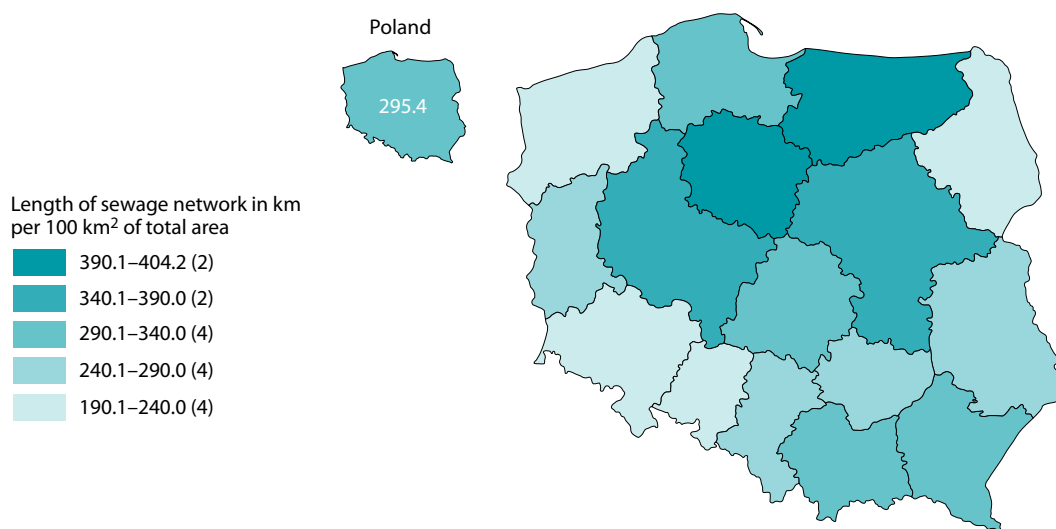 Poland
295.4
Length of sewage network in km
per 100 km² of total area
390.1–404.2 (2)
340.1–390.0 (2)
290.1–340.0 (4)
240.1–290.0 (4)
190.1–240.0 (4)